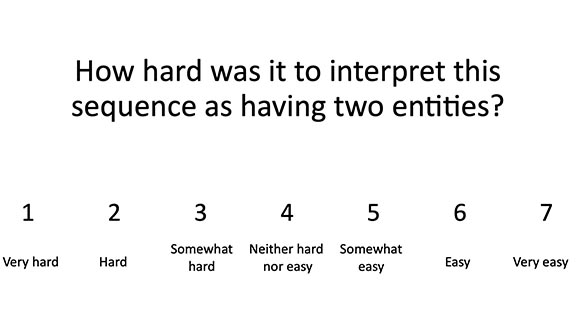 How hard was it to interpret this
sequence as having two entities?
1 2 3 4 5 6 7
Very hard Hard Somewhat hard Neither hard nor easy Somewhat easy Easy Very easy